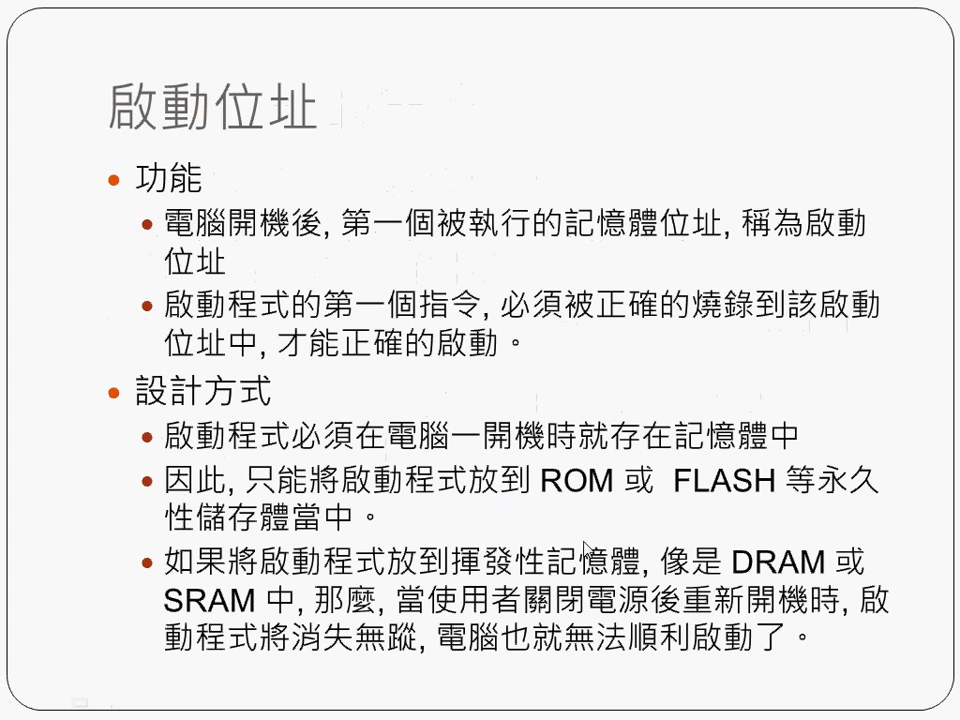 啟動位址
功能
電腦開機後, 第一個被執行的記憶體位址, 稱為啟動
位址
啟動程式的第一個指令, 必須被正確的燒錄到該啟動
位址中, 才能正確的啟動。
設計方式
啟動程式必須在電腦一開機時就存在記憶體中
因此, 只能將啟動程式放到 ROM 或 FLASH 等永久
性儲存體當中。
如果將啟動程式放到揮發性記憶體, 像是 DRAM 或
SRAM 中, 那麼, 當使用者關閉電源後重新開機時, 啟
動程式將消失無蹤, 電腦也就無法順利啟動了。